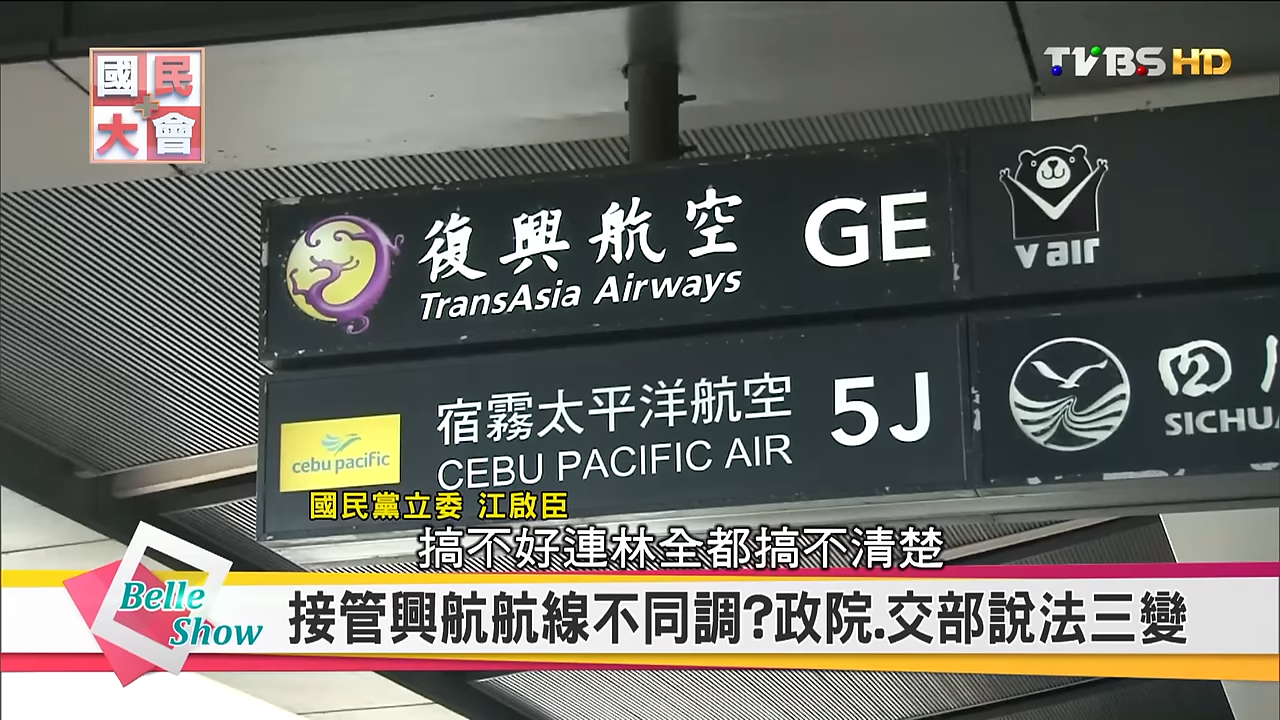 國民
大會
TVBS HD
復興航空 GE
TransAsia Airways
v air
宿霧太平洋航空 5J
CEBU PACIFIC AIR
cebu pacific
四川
SICHUA
國民黨立委 江啟臣
搞不好連林全都搞不清楚
Belle
Show
接管興航航線不同調?政院.交部說法三變